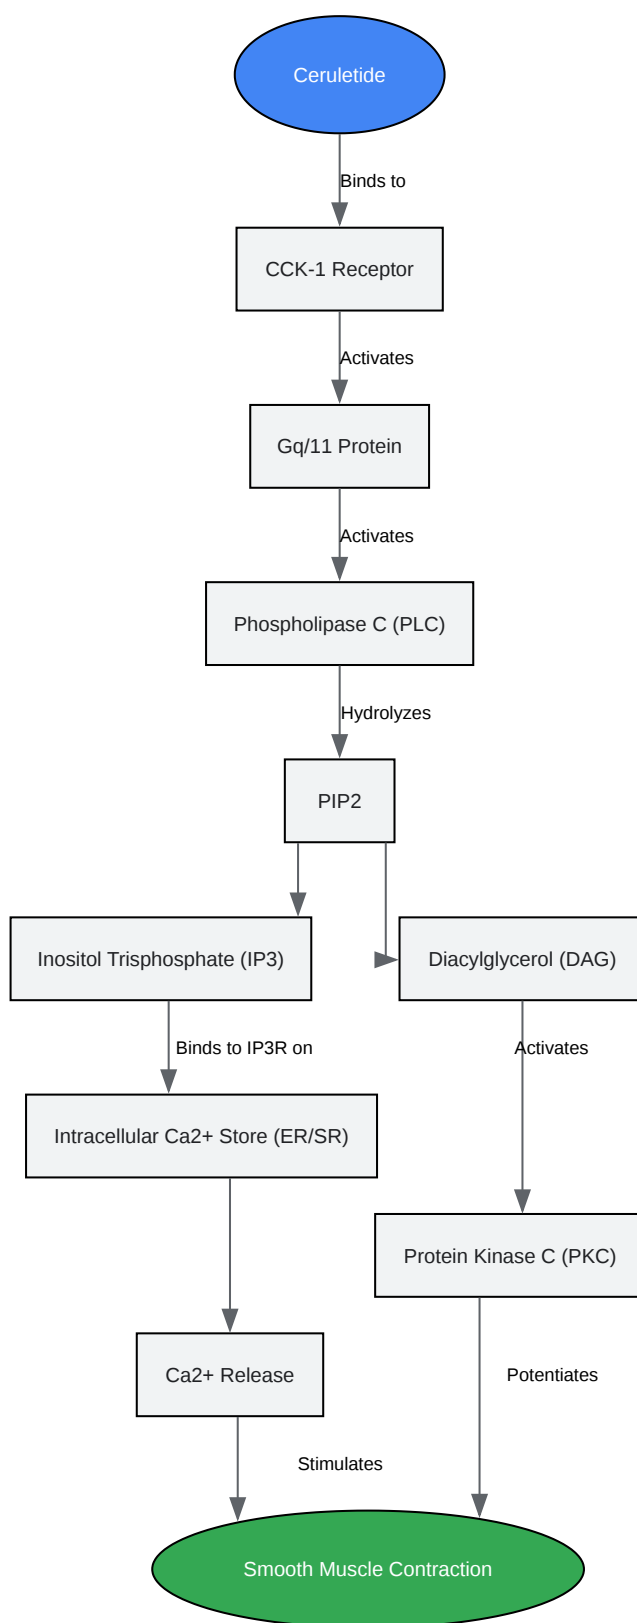 Ceruletide
Binds to
CCK-1 Receptor
Activates
Gq/11 Protein
Activates
Phospholipase C (PLC)
Hydrolyzes
PIP2
Inositol Trisphosphate (IP3)
Diacylglycerol (DAG)
Binds to IP3R on
Activates
Intracellular Ca2+ Store (ER/SR)
Protein Kinase C (PKC)
Ca2+ Release
Potentiates
Stimulates
Smooth Muscle Contraction